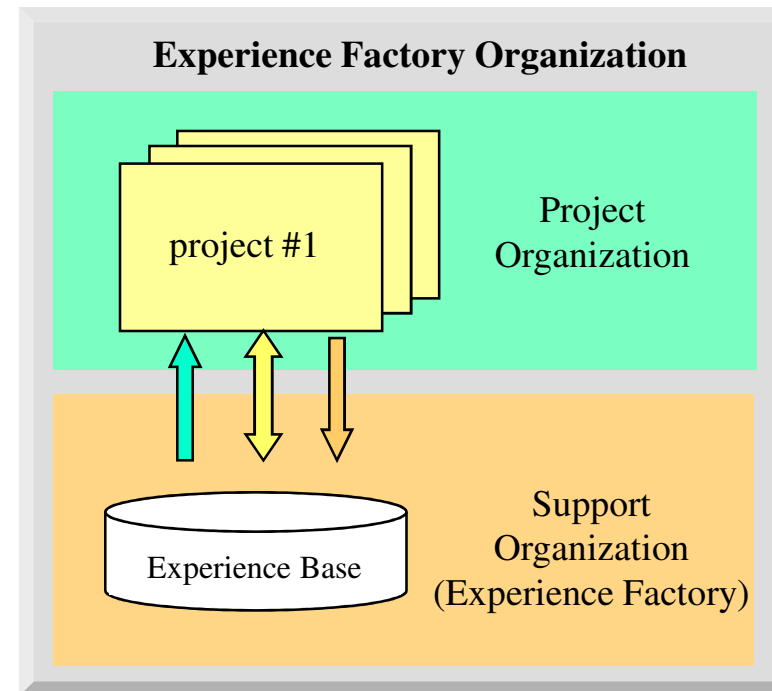 Experience Factory Organization
project #1
Project
Organization
Experience Base
Support
Organization
(Experience Factory)